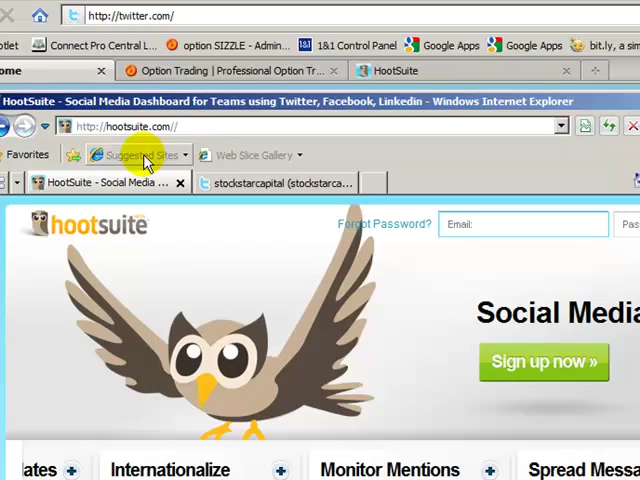 http://twitter.com/
Connect Pro Central L... option SIZZLE - Admin... 1&1 1&1 Control Panel Google Apps Google Apps bit.ly, a sim
ome Option Trading | Professional Option Tr... HootSuite
HootSuite - Social Media Dashboard for Teams using Twitter, Facebook, Linkedin - Windows Internet Explorer
http://hootsuite.com//
Favorites Suggested Sites Web Slice Gallery
HootSuite - Social Media ... stockstarcapital (stockstarca...
hootsuite Forgot Password? Email: Pas
Social Media
Sign up now »
ates Internationalize Monitor Mentions Spread Messa